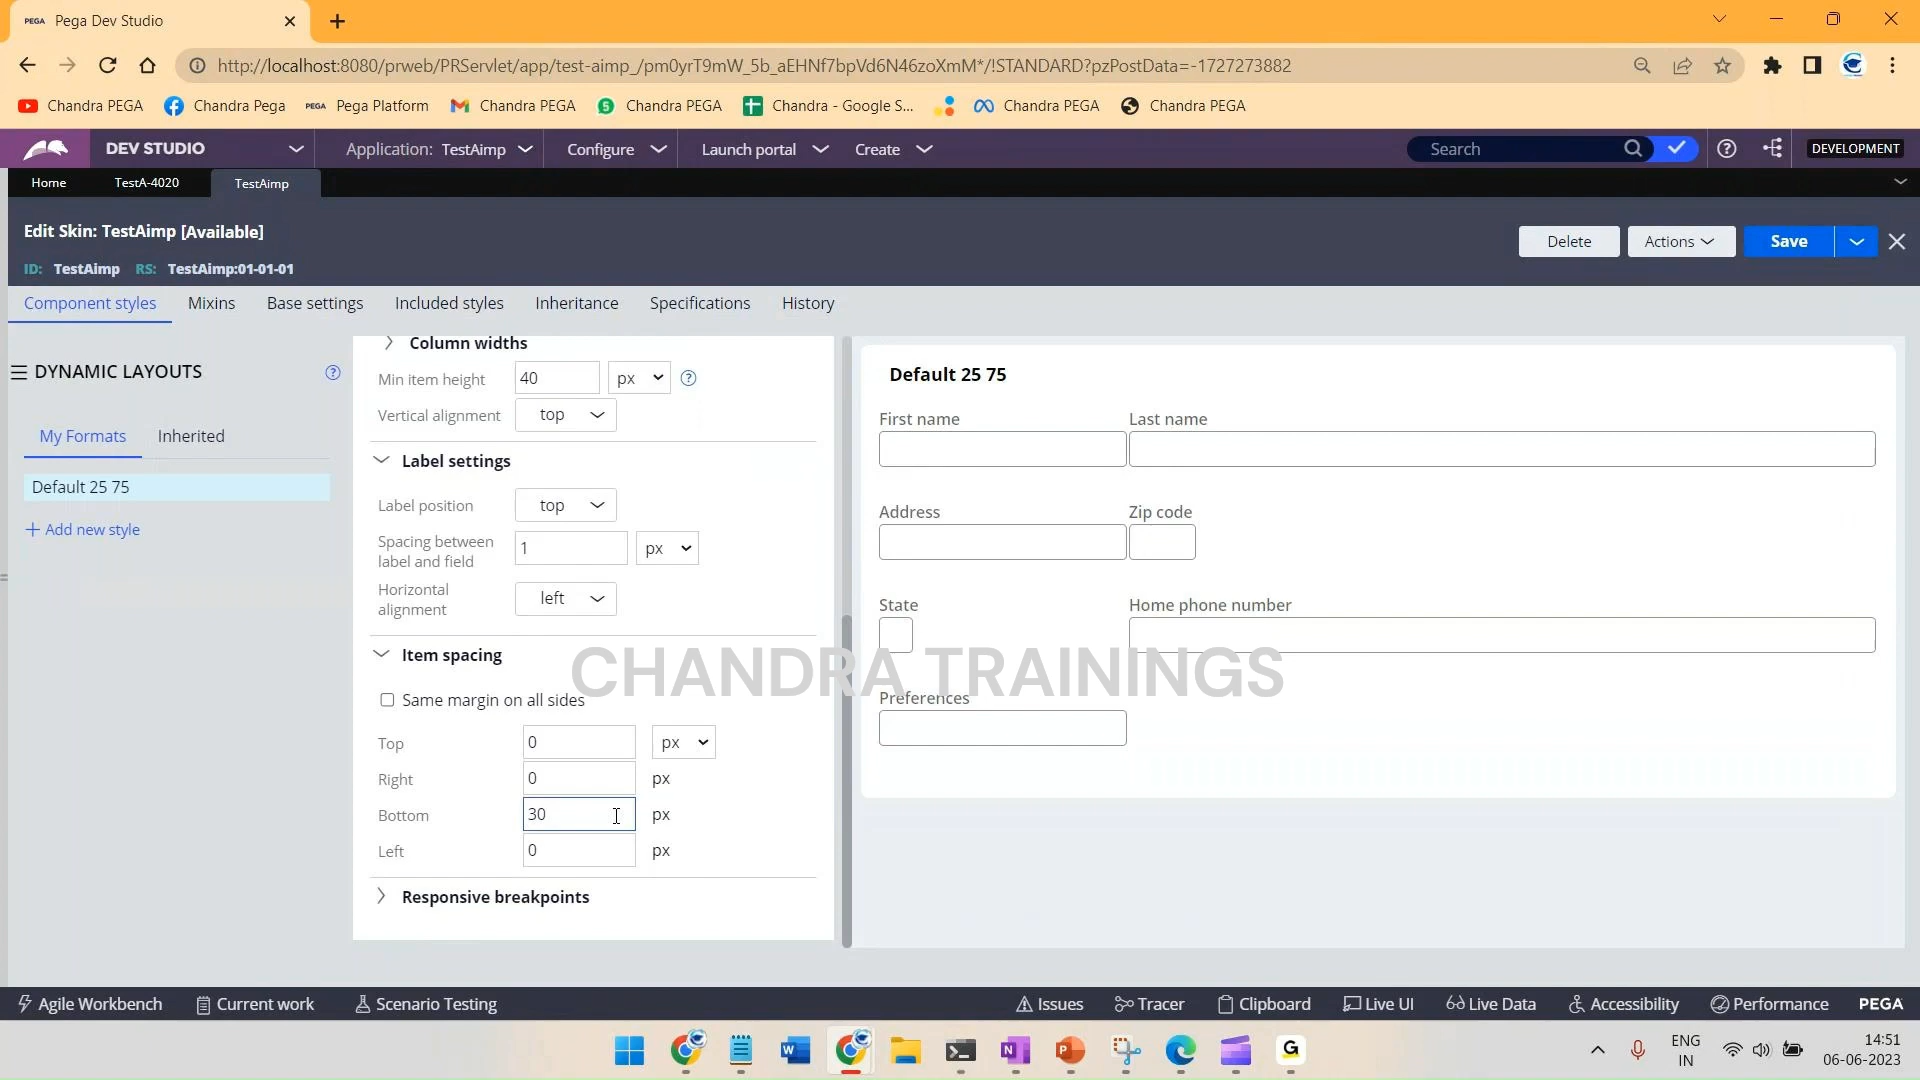 PEGA Pega Dev Studio
http://localhost:8080/prweb/PRServlet/app/test-aimp_/pm0yrT9mW_5b_aEHNf7bpVd6N46zoXmM*/!STANDARD?pzPostData=-1727273882
Chandra PEGA Chandra Pega PEGA Pega Platform Chandra PEGA Chandra PEGA Chandra - Google S... Chandra PEGA Chandra PEGA
DEV STUDIO Application: TestAimp Configure Launch portal Create Search DEVELOPMENT
Home TestA-4020 TestAimp
Edit Skin: TestAimp [Available]
Delete Actions Save
ID: TestAimp RS: TestAimp:01-01-01
Component styles Mixins Base settings Included styles Inheritance Specifications History
DYNAMIC LAYOUTS
My Formats Inherited
Default 25 75
+ Add new style
Column widths
Min item height 40 px
Vertical alignment top
Label settings
Label position top
Spacing between label and field 1 px
Horizontal alignment left
Item spacing
Same margin on all sides
Top 0 px
Right 0 px
Bottom 30 px
Left 0 px
Responsive breakpoints
Default 25 75
First name Last name
Address Zip code
State Home phone number
Preferences
CHANDRA TRAININGS
Agile Workbench Current work Scenario Testing Issues Tracer Clipboard Live UI Live Data Accessibility Performance PEGA
ENG
IN
14:51
06-06-2023